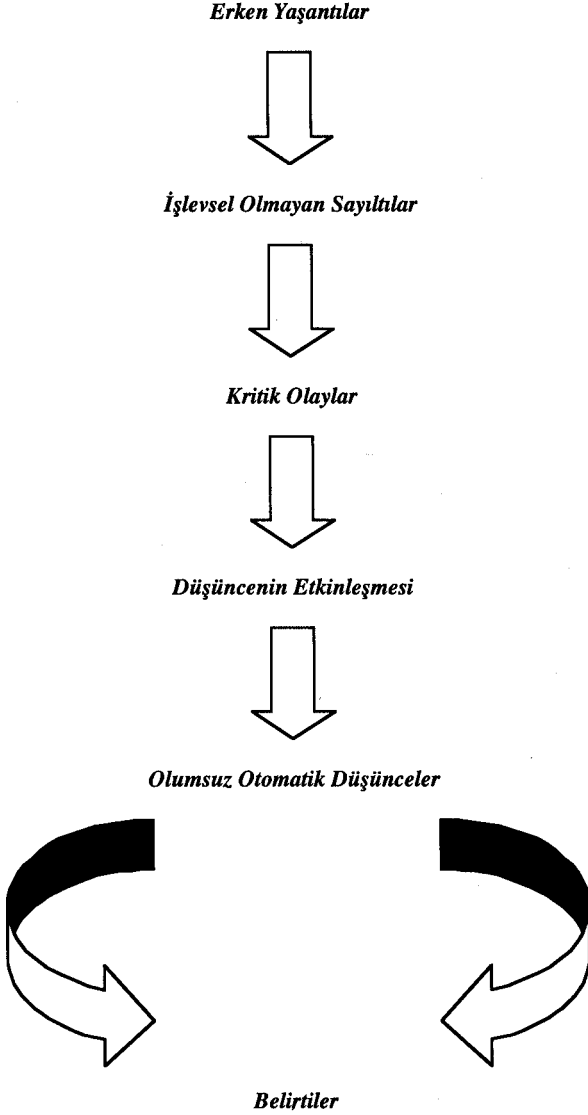 Erken Yaşantılar
İşlevsel Olmayan Sayıltılar
Kritik Olaylar
Düşüncenin Etkinleşmesi
Olumsuz Otomatik Düşünceler
Belirtiler